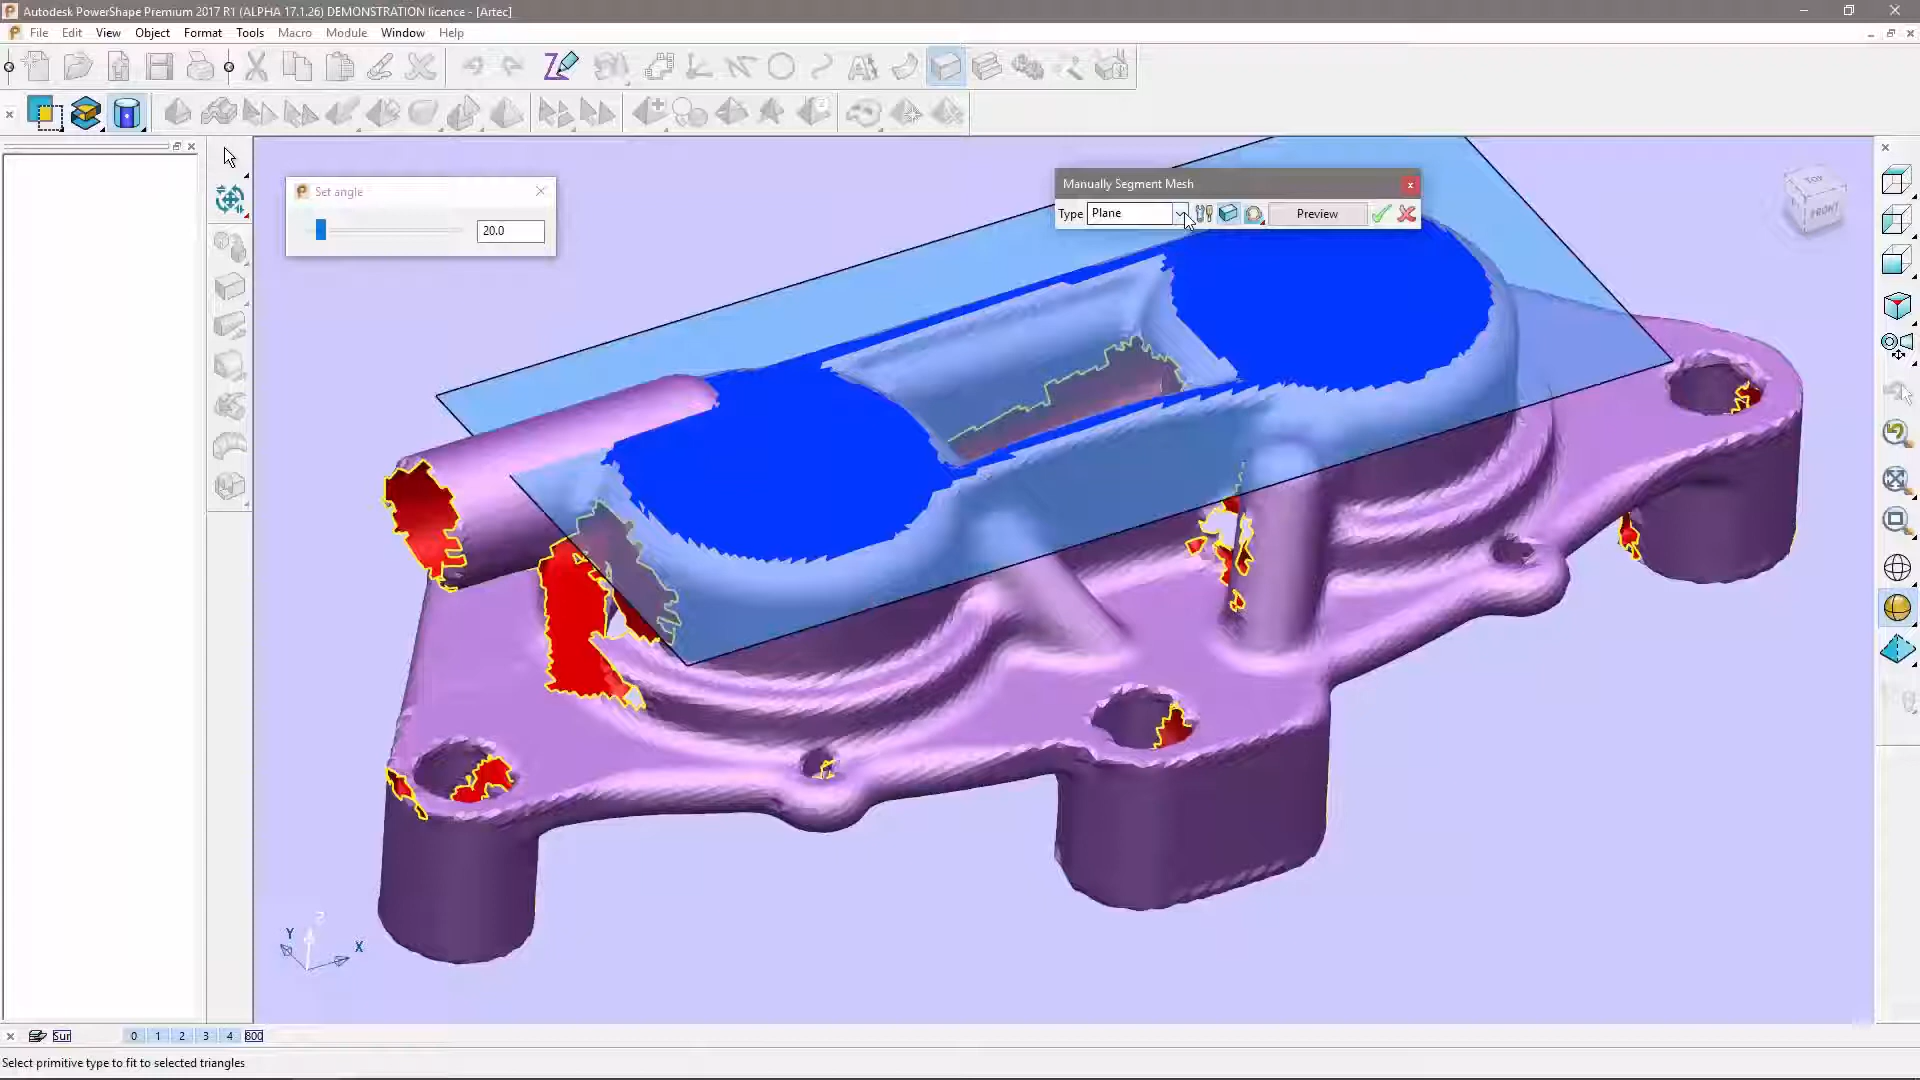 Autodesk PowerShape Premium 2017 R1 (ALPHA 17.1.26) DEMONSTRATION licence - [Artec]
File Edit View Object Format Tools Macro Module Window Help
Set angle
20.0
Manually Segment Mesh
Type Plane Preview
TOP
FRONT
Z
Y
X
Sur 0 1 2 3 4 800
Select primitive type to fit to selected triangles